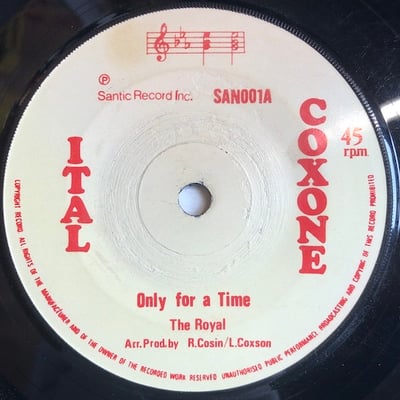 ℗
Santic Record Inc. SAN001A
ITAL
COXONE
45
r.p.m.
Only for a Time
The Royal
Arr.Prod.by R.Cosin/L.Coxson
COPYRIGHT RECORD ALL RIGHTS OF THE MANUFACTURER AND OF THE OWNER OF THE RECORDED WORK RESERVED UNAUTHORISED PUBLIC PERFORMANCE BROADCASTING AND COPYING OF THIS RECORD PROHIBITED